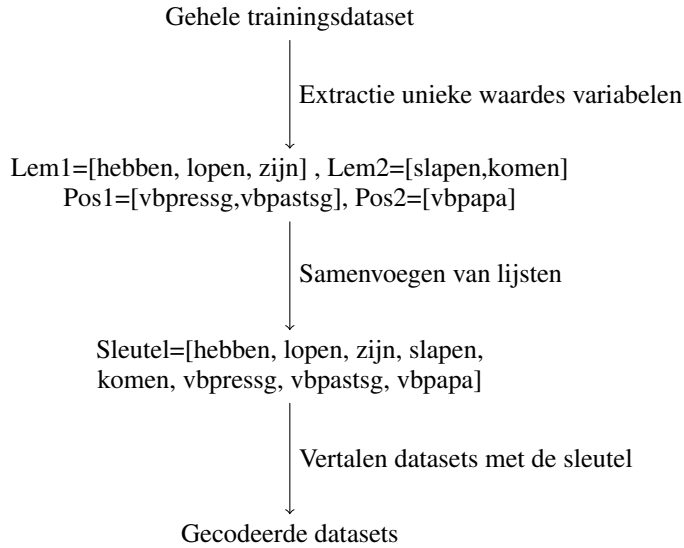 Gehele trainingsdataset
Extractie unieke waardes variabelen
Lem1=[hebben, lopen, zijn] , Lem2=[slapen,komen]
Pos1=[vbpressg,vbpastsg], Pos2=[vbpapa]
Samenvoegen van lijsten
Sleutel=[hebben, lopen, zijn, slapen,
komen, vbpressg, vbpastsg, vbpapa]
Vertalen datasets met de sleutel
Gecodeerde datasets